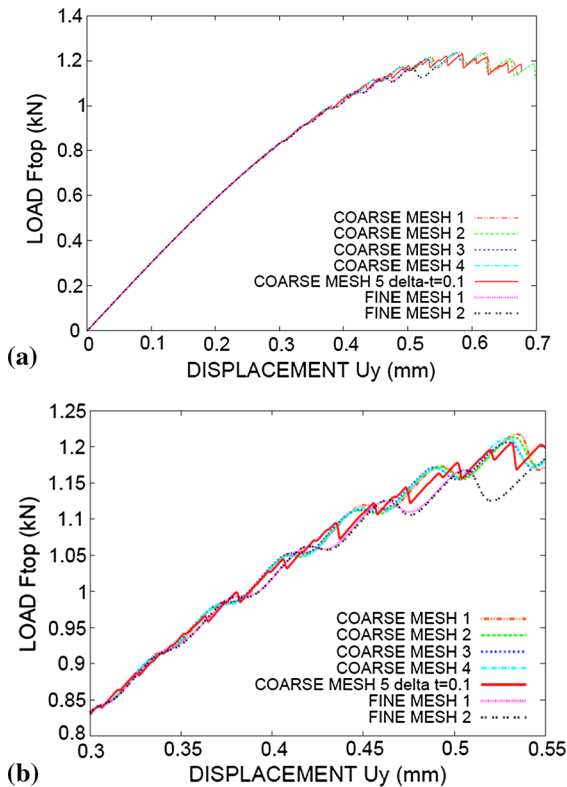 1.4
1.2
1
0.8
0.6
0.4
0.2
0
LOAD Ftop (kN)
COARSE MESH 1
COARSE MESH 2
COARSE MESH 3
COARSE MESH 4
COARSE MESH 5 delta-t=0.1
FINE MESH 1
FINE MESH 2
0 0.1 0.2 0.3 0.4 0.5 0.6 0.7
DISPLACEMENT Uy (mm)
(a)
1.25
1.2
1.15
1.1
1.05
1
0.95
0.9
0.85
0.8
LOAD Ftop (kN)
COARSE MESH 1
COARSE MESH 2
COARSE MESH 3
COARSE MESH 4
COARSE MESH 5 delta t=0.1
FINE MESH 1
FINE MESH 2
0.3 0.35 0.4 0.45 0.5 0.55
DISPLACEMENT Uy (mm)
(b)